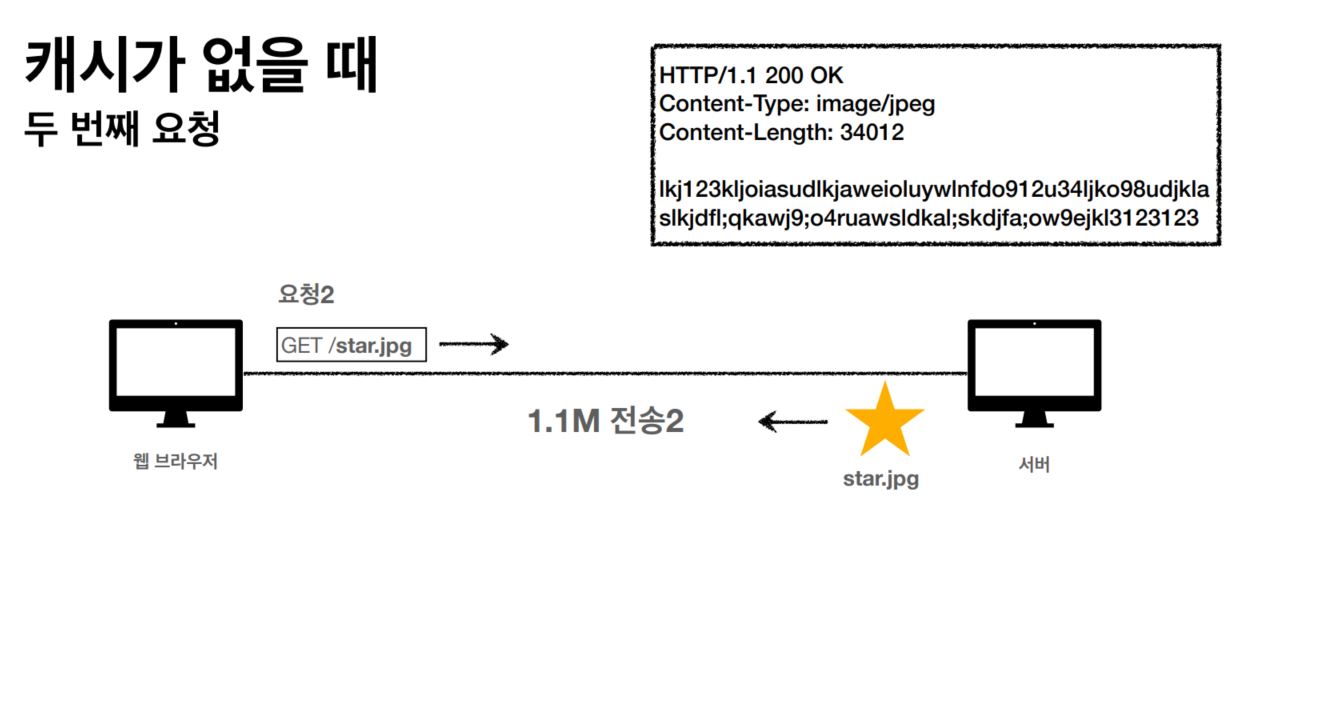 캐시가 없을 때
두 번째 요청
HTTP/1.1 200 OK
Content-Type: image/jpeg
Content-Length: 34012
lkj123kljoiasudlkjaweioluywlnfdo912u34ljko98udjkla
slkjdfl;qkawj9;o4ruawsldkal;skdjfa;ow9ejkl3123123
요청2
GET /star.jpg
1.1M 전송2
star.jpg
웹 브라우저
서버